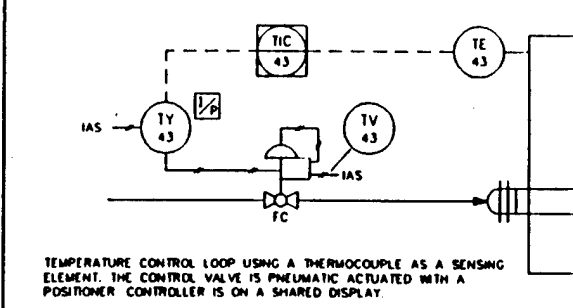 TIC
43
TE
43
TY
43
I/P
IAS
TV
43
IAS
FC
TEMPERATURE CONTROL LOOP USING A THERMOCOUPLE AS A SENSING
ELEMENT. THE CONTROL VALVE IS PNEUMATIC ACTUATED WITH A
POSITIONER CONTROLLER IS ON A SHARED DISPLAY.